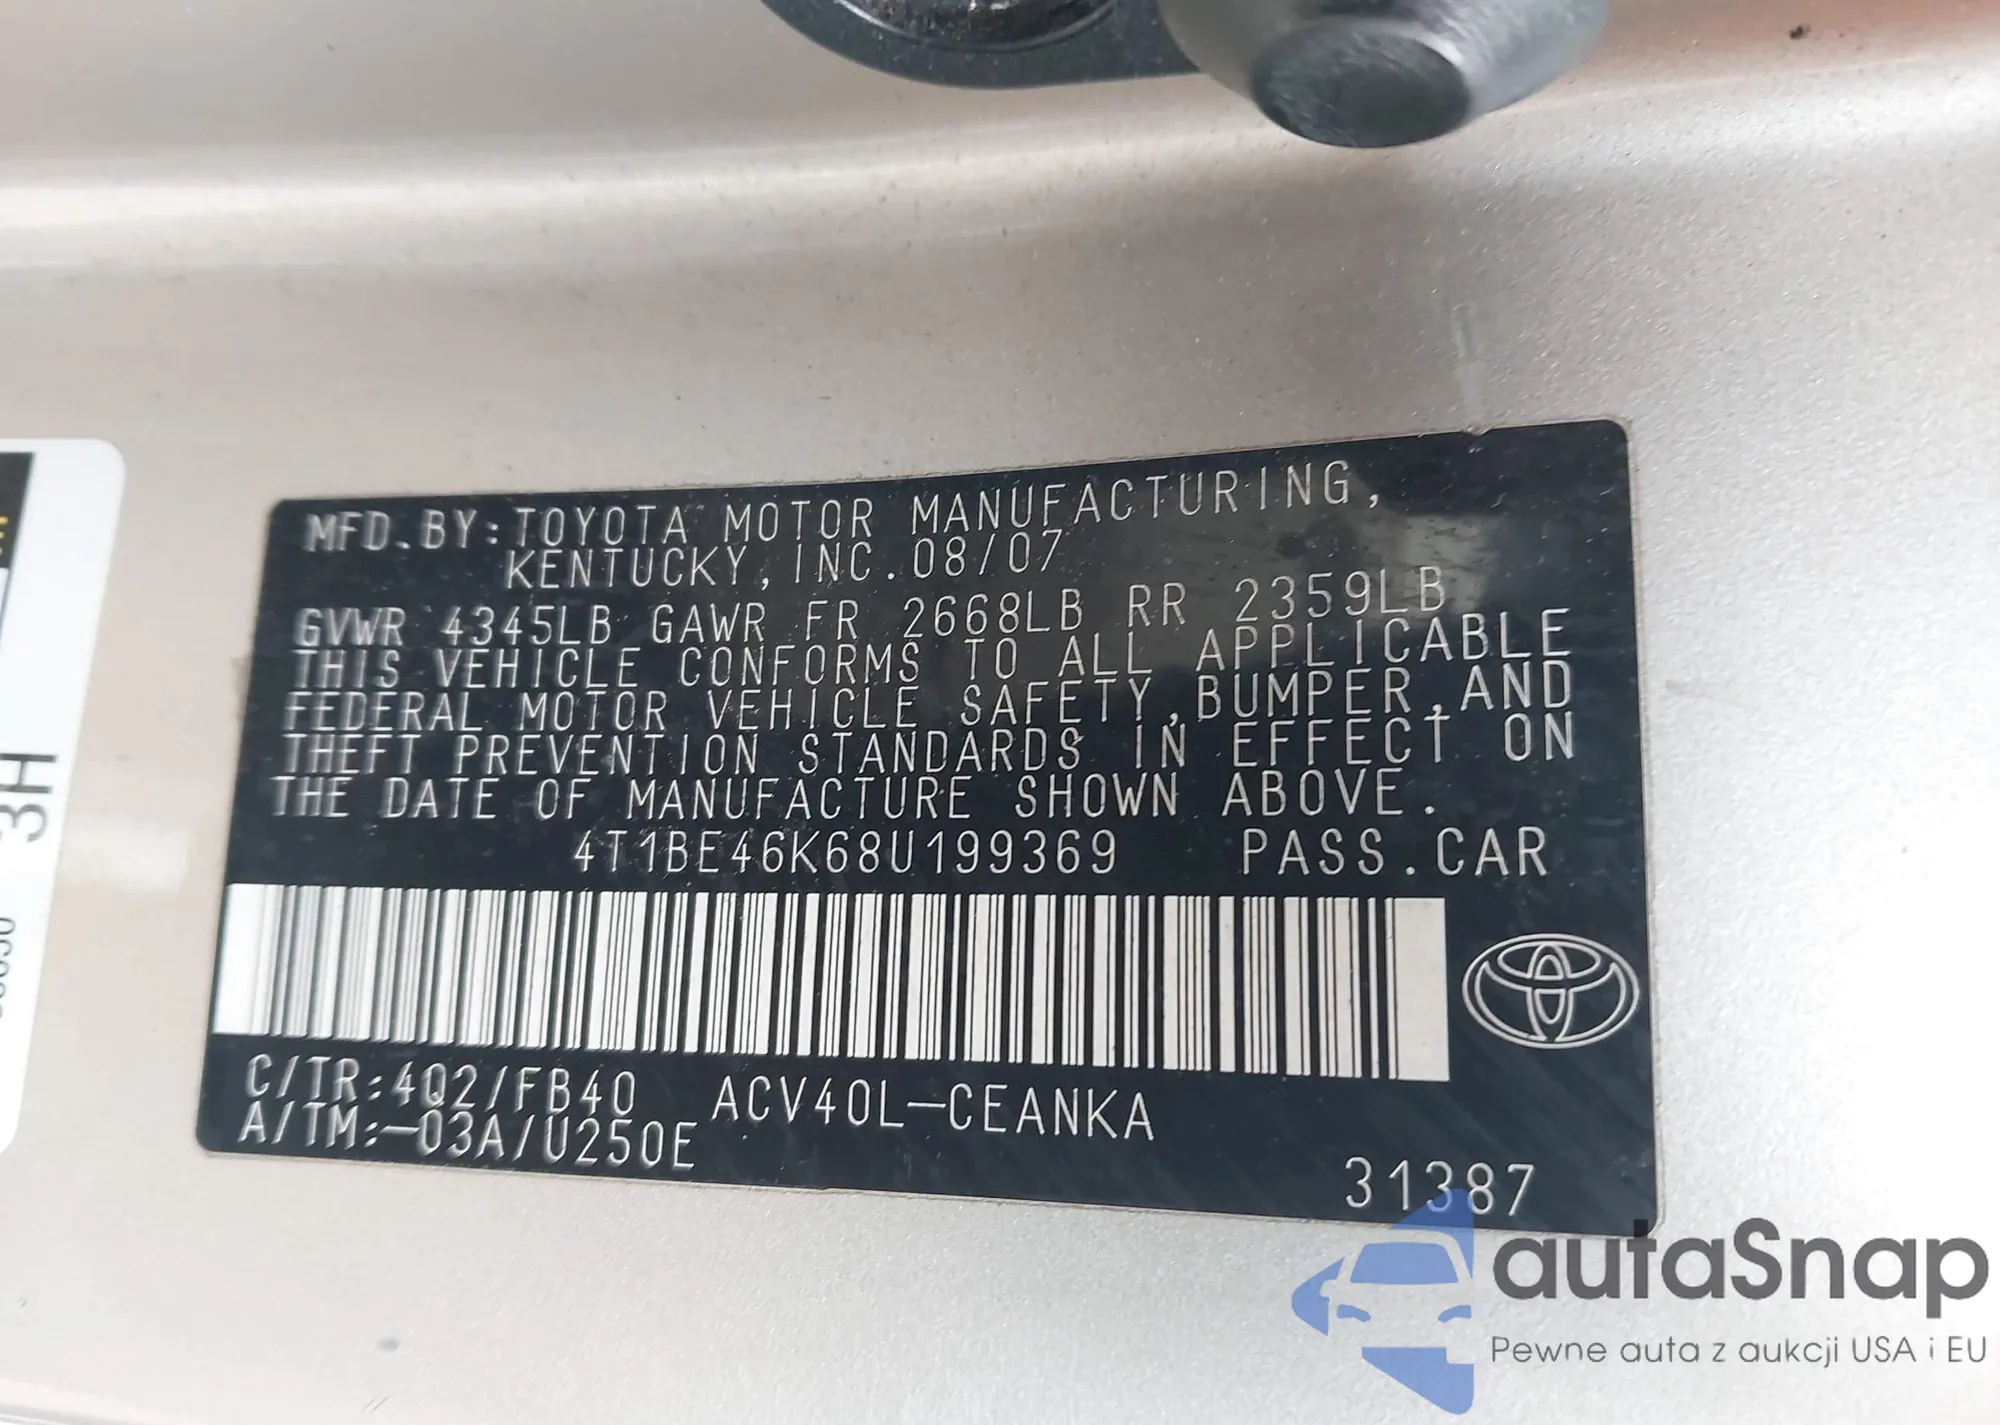 MFD.BY:TOYOTA MOTOR MANUFACTURING,
KENTUCKY, INC. 08/07
GVWR 4345LB GAWR FR 2668LB RR 2359LB
THIS VEHICLE CONFORMS TO ALL APPLICABLE
FEDERAL MOTOR VEHICLE SAFETY,BUMPER,AND
THEFT PREVENTION STANDARDS IN EFFECT ON
THE DATE OF MANUFACTURE SHOWN ABOVE.
4T1BE46K68U199369 PASS.CAR
C/TR:4Q2/FB40 ACV40L-CEANKA
A/TM:-03A/U250E
31387
3H
autaSnap
Pewne auta z aukcji USA i EU